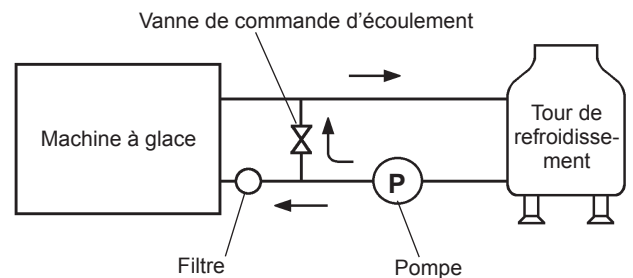 Vanne de commande d’écoulement
Machine à glace
Tour de
refroidisse-
ment
P
Filtre
Pompe